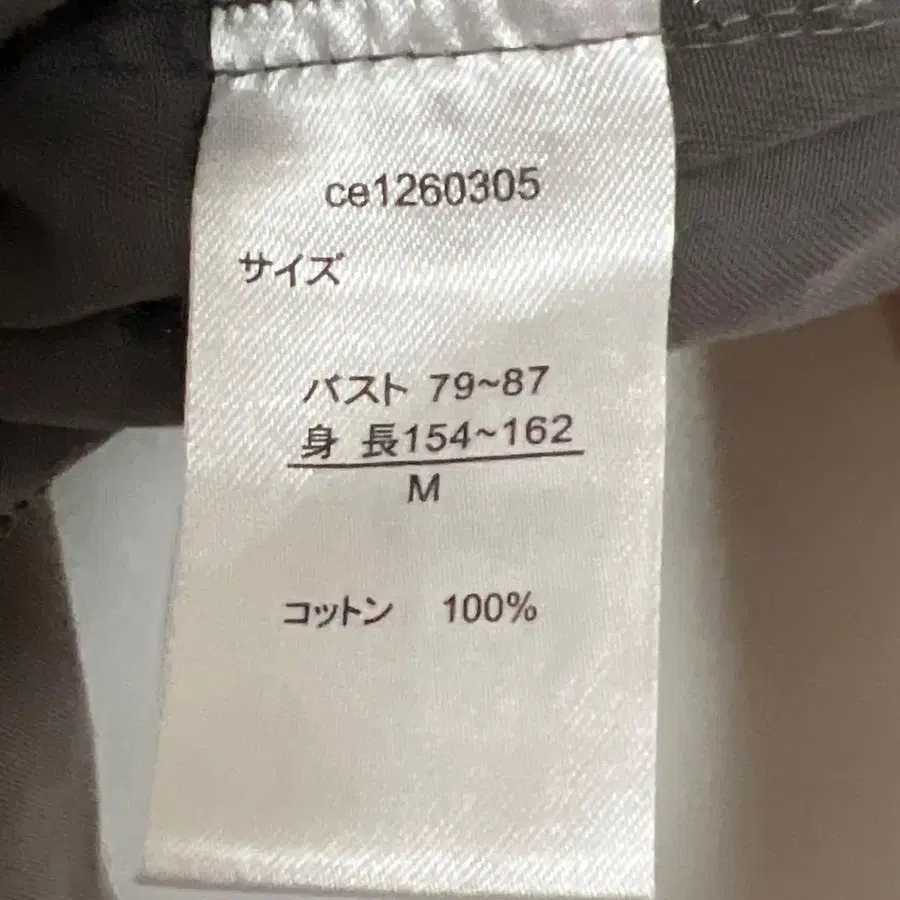 ce1260305
サイズ
バスト 79~87
身 長154~162
M
コットン 100%